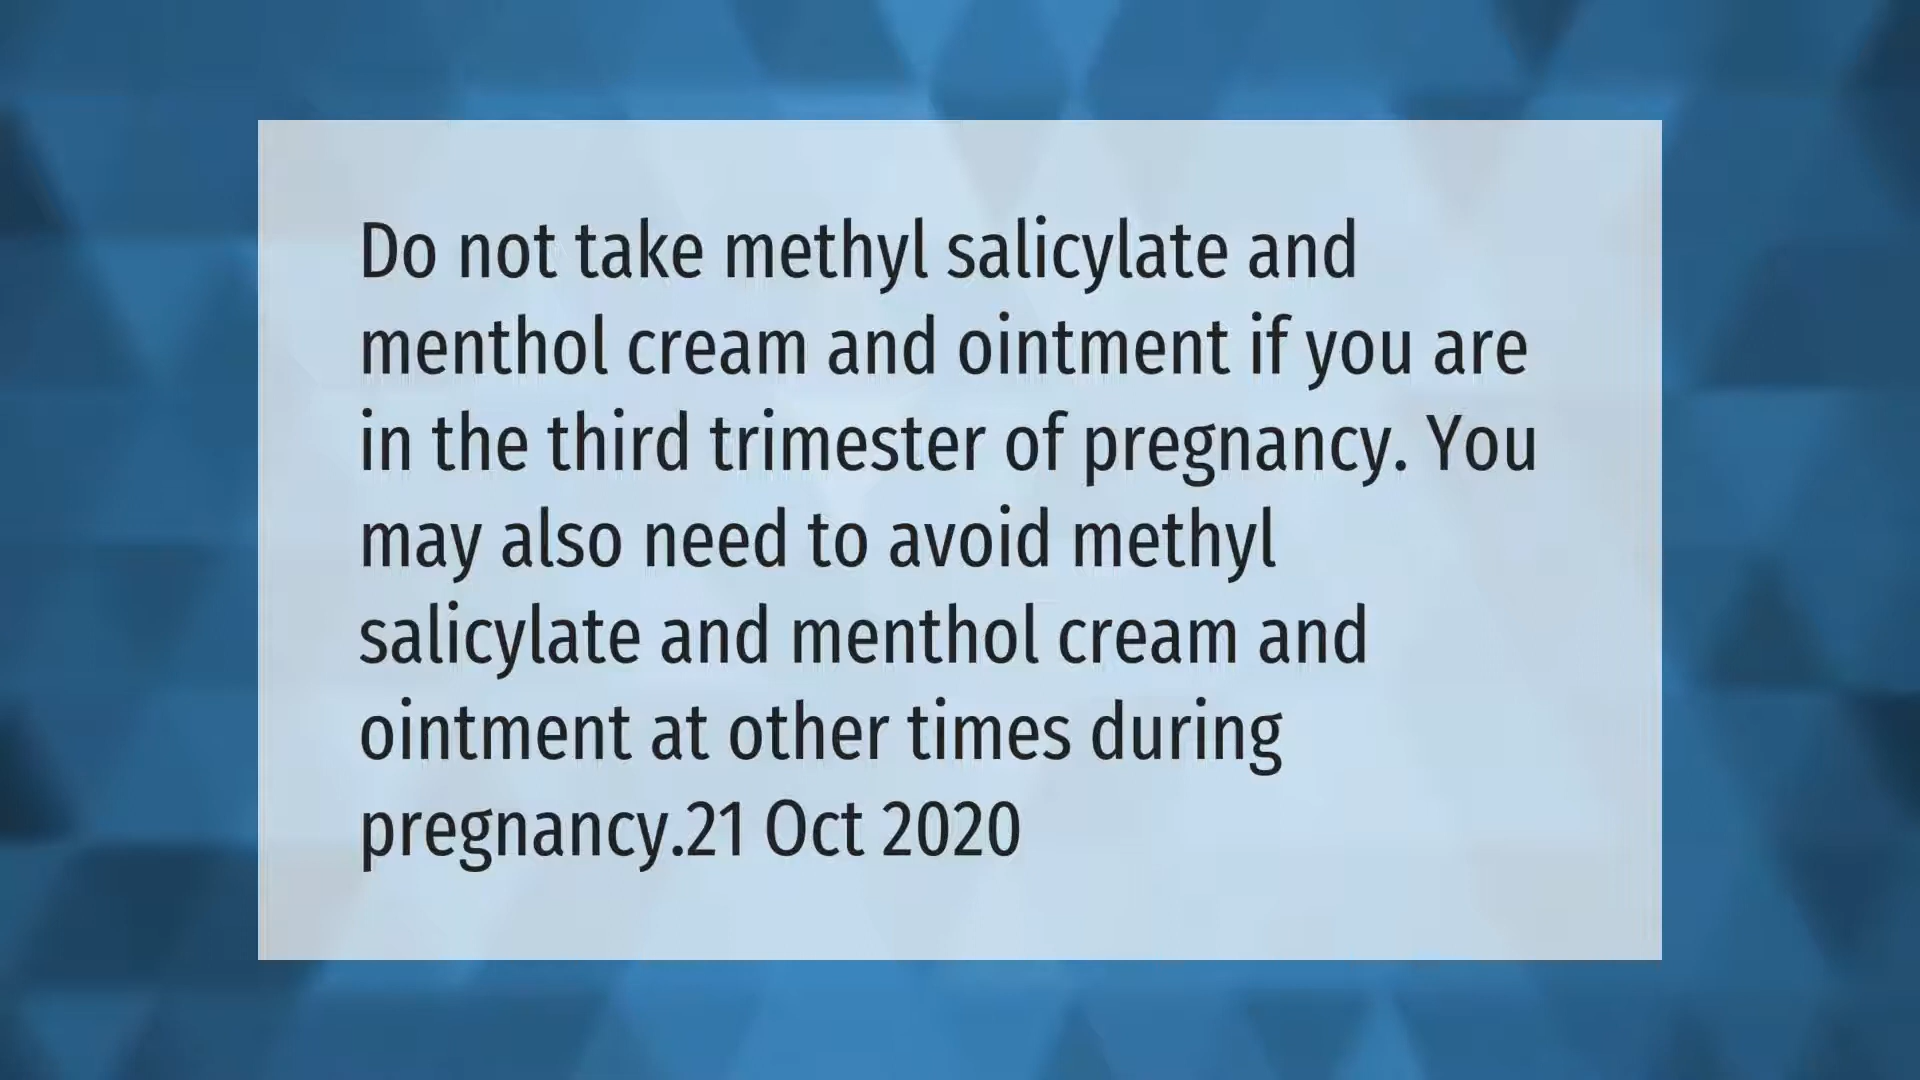 Do not take methyl salicylate and
menthol cream and ointment if you are
in the third trimester of pregnancy. You
may also need to avoid methyl
salicylate and menthol cream and
ointment at other times during
pregnancy.21 Oct 2020